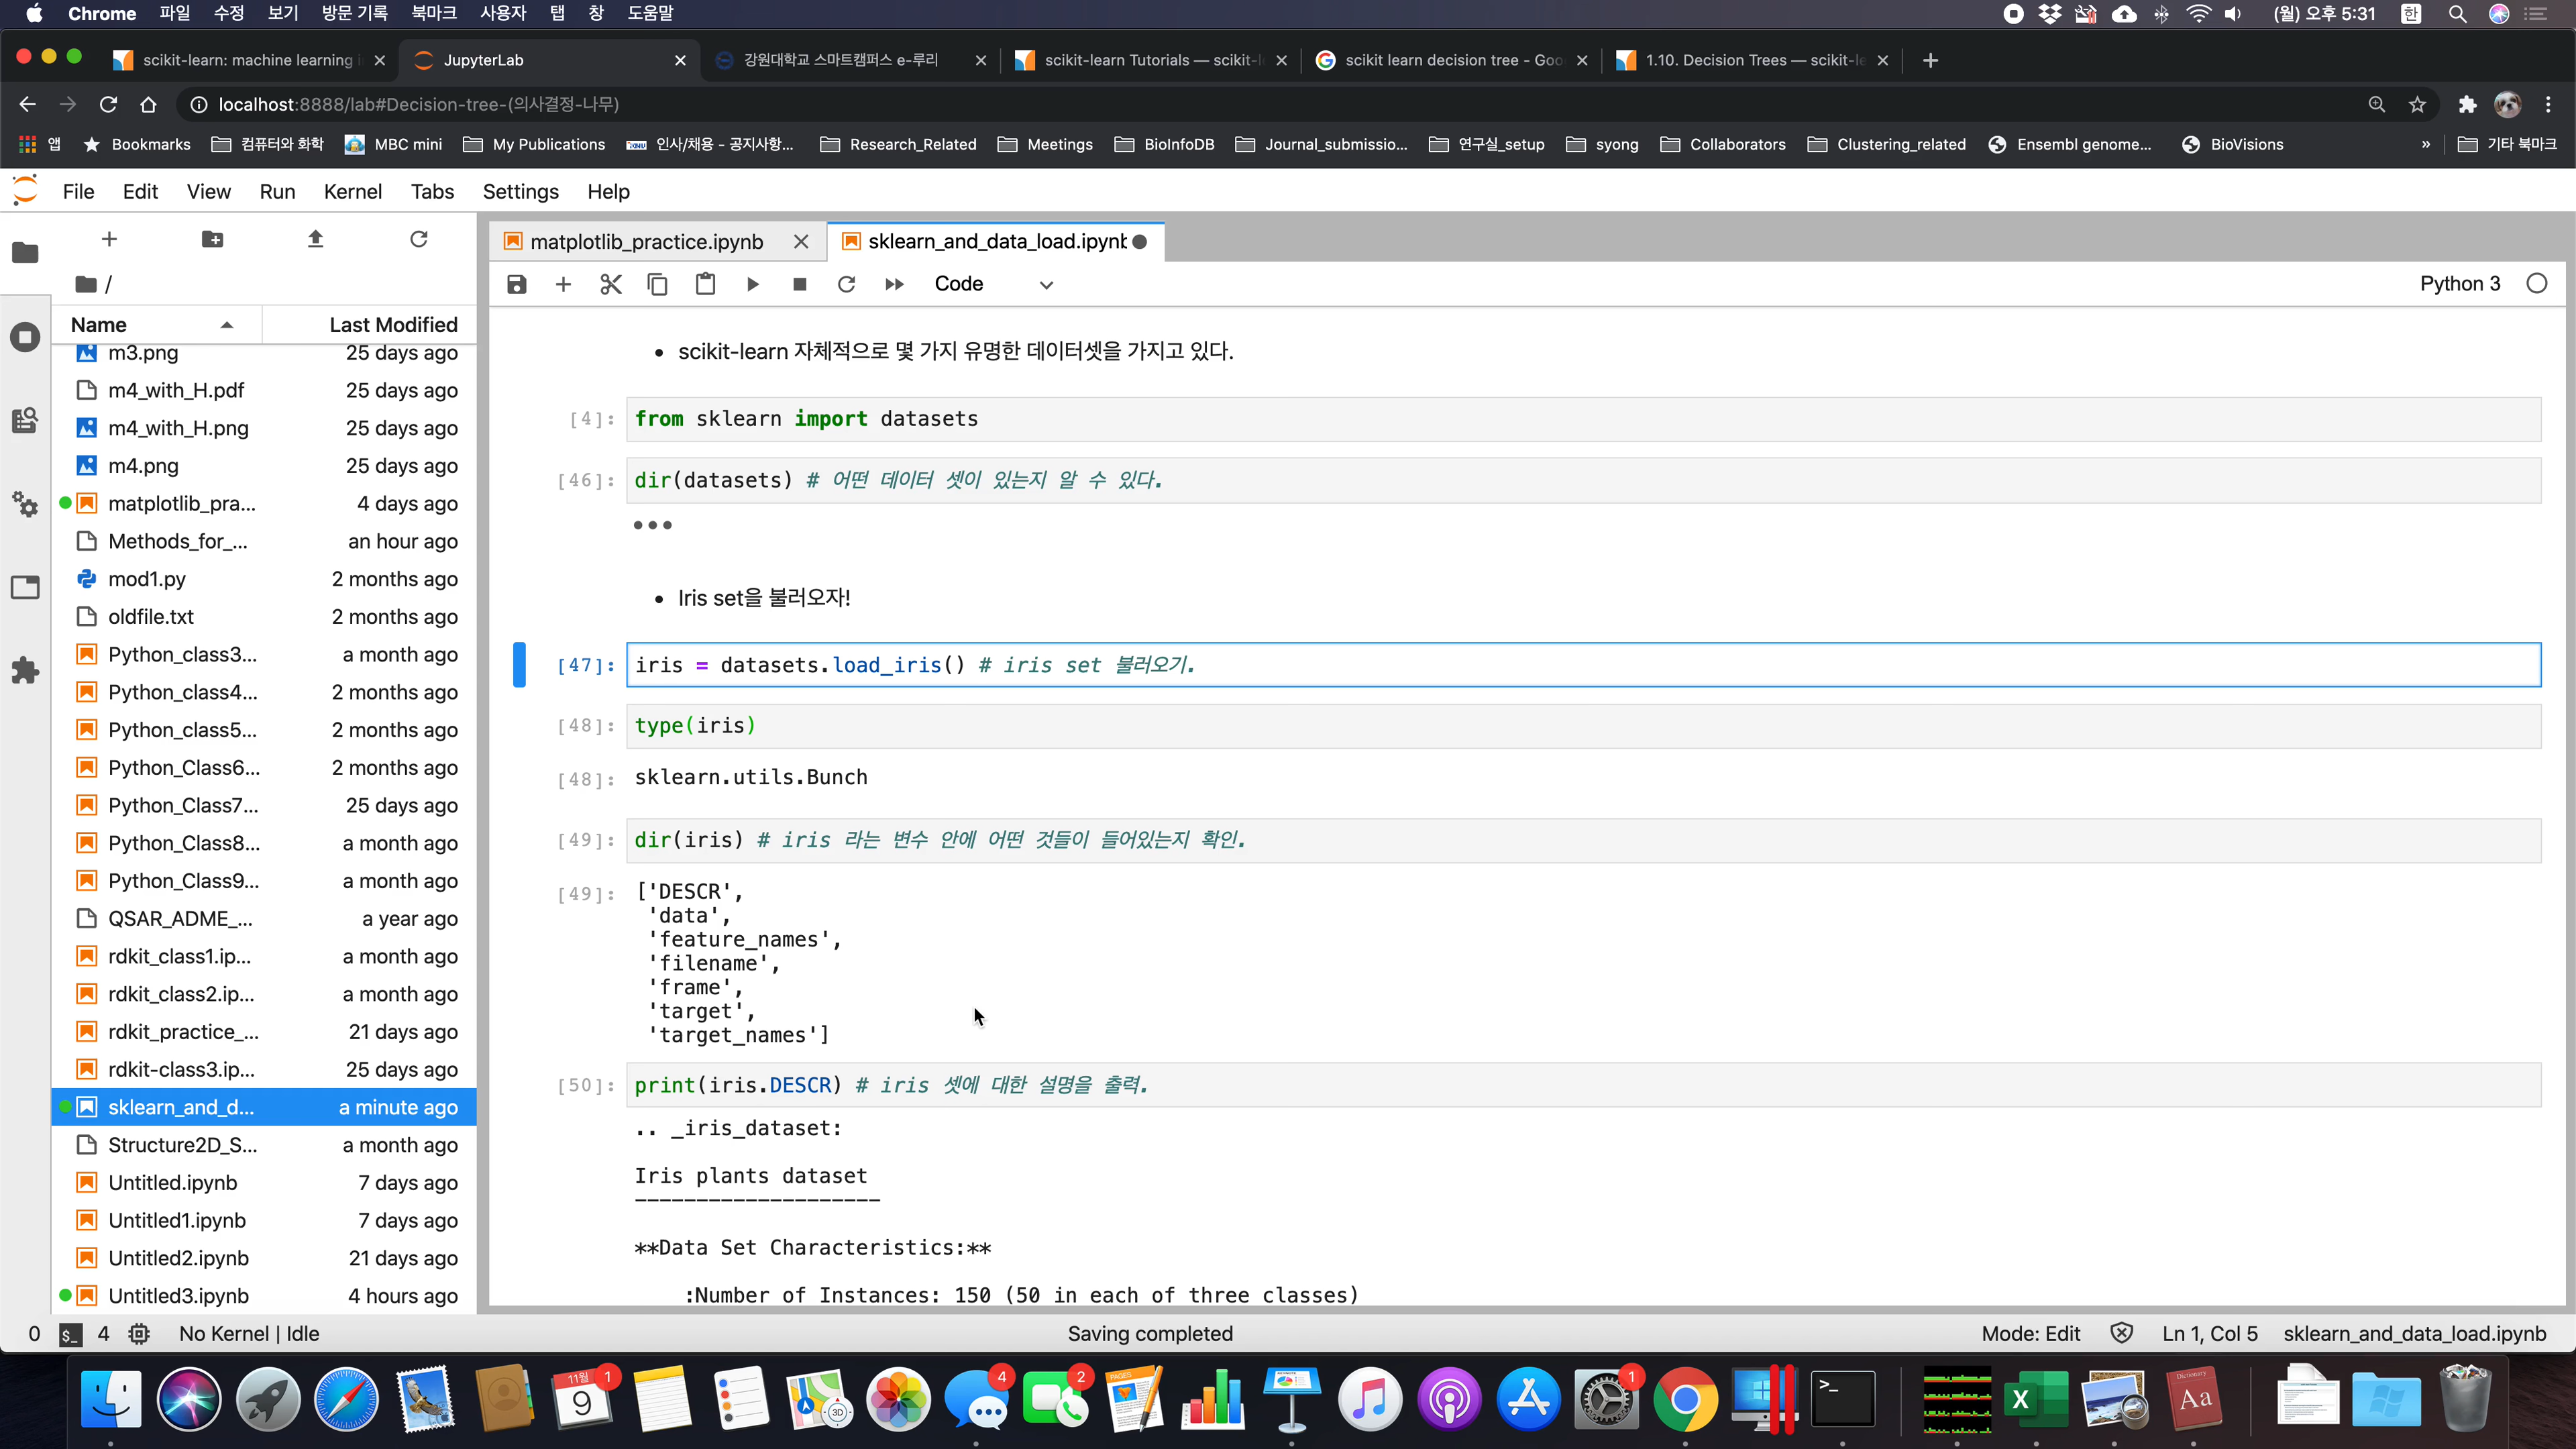 Chrome 파일 수정 보기 방문 기록 북마크 사용자 탭 창 도움말 (월) 오후 5:31 한
scikit-learn: machine learning i JupyterLab 강원대학교 스마트캠퍼스 e-루리 scikit-learn Tutorials — scikit-l scikit learn decision tree - Goo 1.10. Decision Trees — scikit-le
localhost:8888/lab#Decision-tree-(의사결정-나무)
앱 Bookmarks 컴퓨터와 화학 MBC mini My Publications KNU 인사/채용 - 공지사항... Research_Related Meetings BioInfoDB Journal_submissio... 연구실_setup syong Collaborators Clustering_related Ensembl genome... BioVisions » 기타 북마크
File Edit View Run Kernel Tabs Settings Help
matplotlib_practice.ipynb sklearn_and_data_load.ipynb
/
Code Python 3
Name Last Modified
m3.png 25 days ago
m4_with_H.pdf 25 days ago
m4_with_H.png 25 days ago
m4.png 25 days ago
matplotlib_pra... 4 days ago
Methods_for_... an hour ago
mod1.py 2 months ago
oldfile.txt 2 months ago
Python_class3... a month ago
Python_class4... 2 months ago
Python_class5... 2 months ago
Python_Class6... 2 months ago
Python_Class7... 25 days ago
Python_Class8... a month ago
Python_Class9... a month ago
QSAR_ADME_... a year ago
rdkit_class1.ip... a month ago
rdkit_class2.ip... a month ago
rdkit_practice_... 21 days ago
rdkit-class3.ip... 25 days ago
sklearn_and_d... a minute ago
Structure2D_S... a month ago
Untitled.ipynb 7 days ago
Untitled1.ipynb 7 days ago
Untitled2.ipynb 21 days ago
Untitled3.ipynb 4 hours ago
• scikit-learn 자체적으로 몇 가지 유명한 데이터셋을 가지고 있다.
[4]: from sklearn import datasets
[46]: dir(datasets) # 어떤 데이터 셋이 있는지 알 수 있다.
•••
• Iris set을 불러오자!
[47]: iris = datasets.load_iris() # iris set 불러오기.
[48]: type(iris)
[48]: sklearn.utils.Bunch
[49]: dir(iris) # iris 라는 변수 안에 어떤 것들이 들어있는지 확인.
[49]: ['DESCR',
'data',
'feature_names',
'filename',
'frame',
'target',
'target_names']
[50]: print(iris.DESCR) # iris 셋에 대한 설명을 출력.
.. _iris_dataset:
Iris plants dataset
--------------------
**Data Set Characteristics:**
:Number of Instances: 150 (50 in each of three classes)
0 $_ 4 No Kernel | Idle Saving completed Mode: Edit Ln 1, Col 5 sklearn_and_data_load.ipynb
11월 9 1 3D 4 2 PAGES 1 >_ X Dictionary Aa